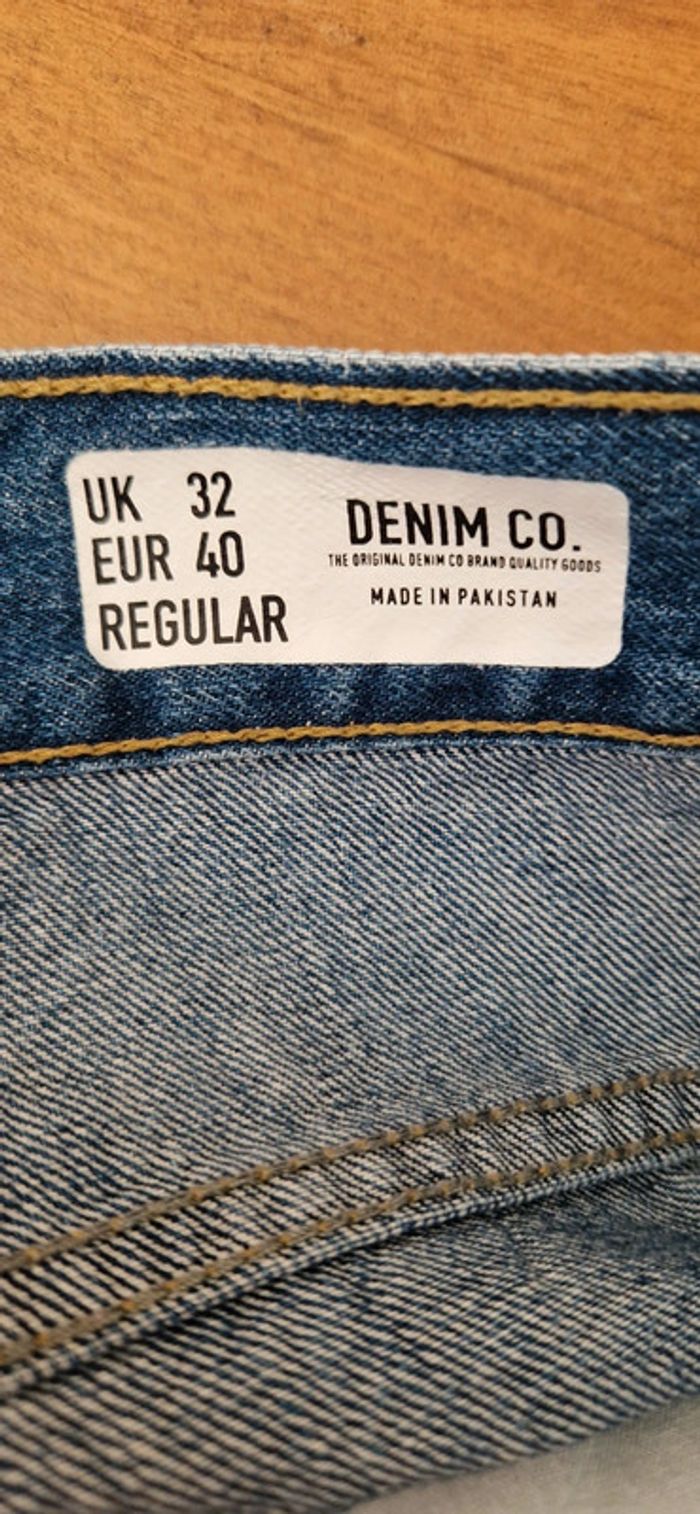 UK 32
EUR 40
REGULAR
DENIM CO.
THE ORIGINAL DENIM CO BRAND QUALITY GOODS
MADE IN PAKISTAN